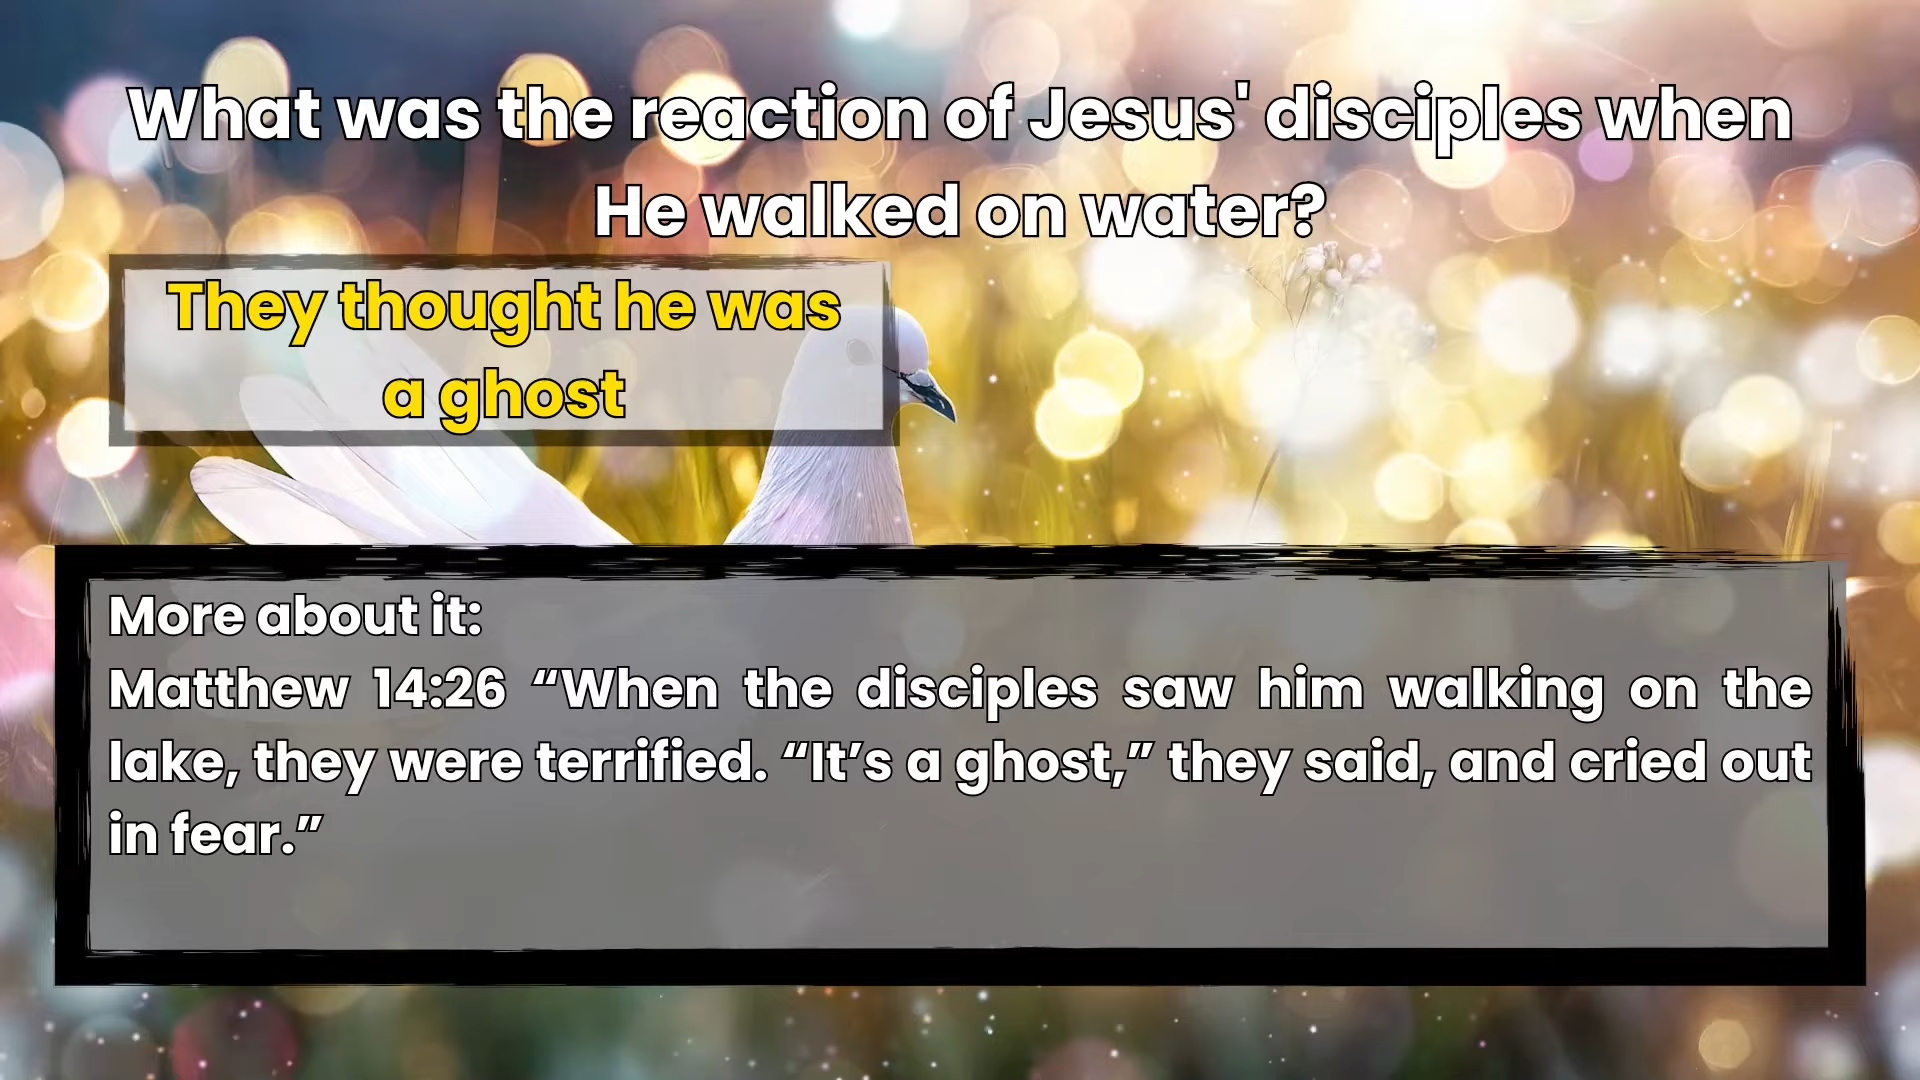 What was the reaction of Jesus' disciples when
He walked on water?
They thought he was
a ghost
More about it:
Matthew 14:26 “When the disciples saw him walking on the
lake, they were terrified. “It’s a ghost,” they said, and cried out
in fear.”